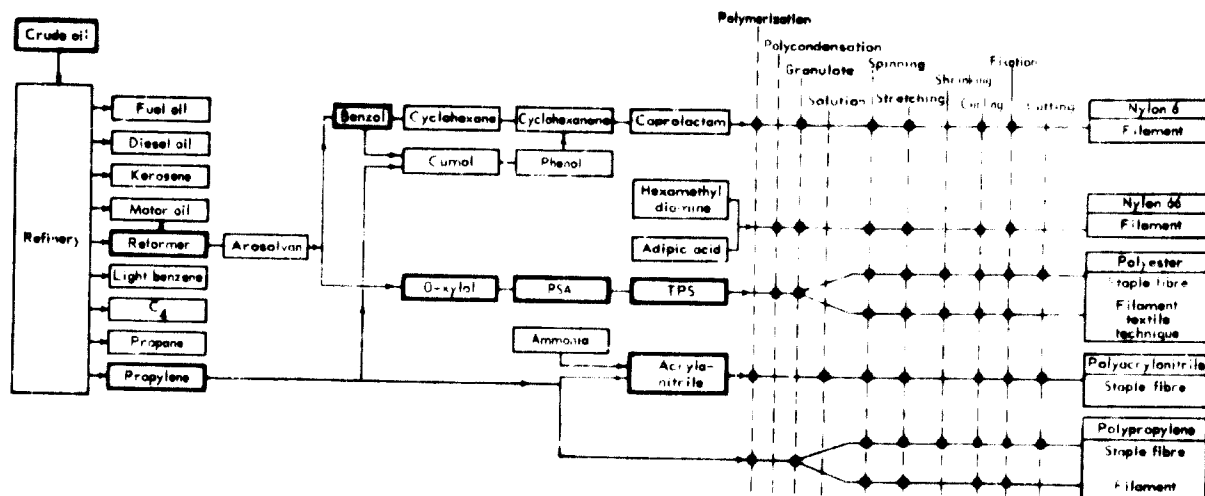 Crude oil
Refinery
Fuel oil
Diesel oil
Kerosene
Motor oil
Reformer
Light benzene
C4
Propane
Propylene
Arosolvan
Benzol
Cyclohexane
Cyclohexanone
Caprolactam
Cumol
Phenol
Hexamethyl
dia-mine
Adipic acid
O-xylol
PSA
TPS
Ammonia
Acrylo-
nitrile
Polymerisation
Polycondensation
Granulate
Solution
Spinning
Stretching
Shrinking
Curling
Fixation
Cutting
Nylon 6
Filament
Nylon 66
Filament
Polyester
Staple fibre
Filament
textile
technique
Polyacrylonitrile
Staple fibre
Polypropylene
Staple fibre
Filament